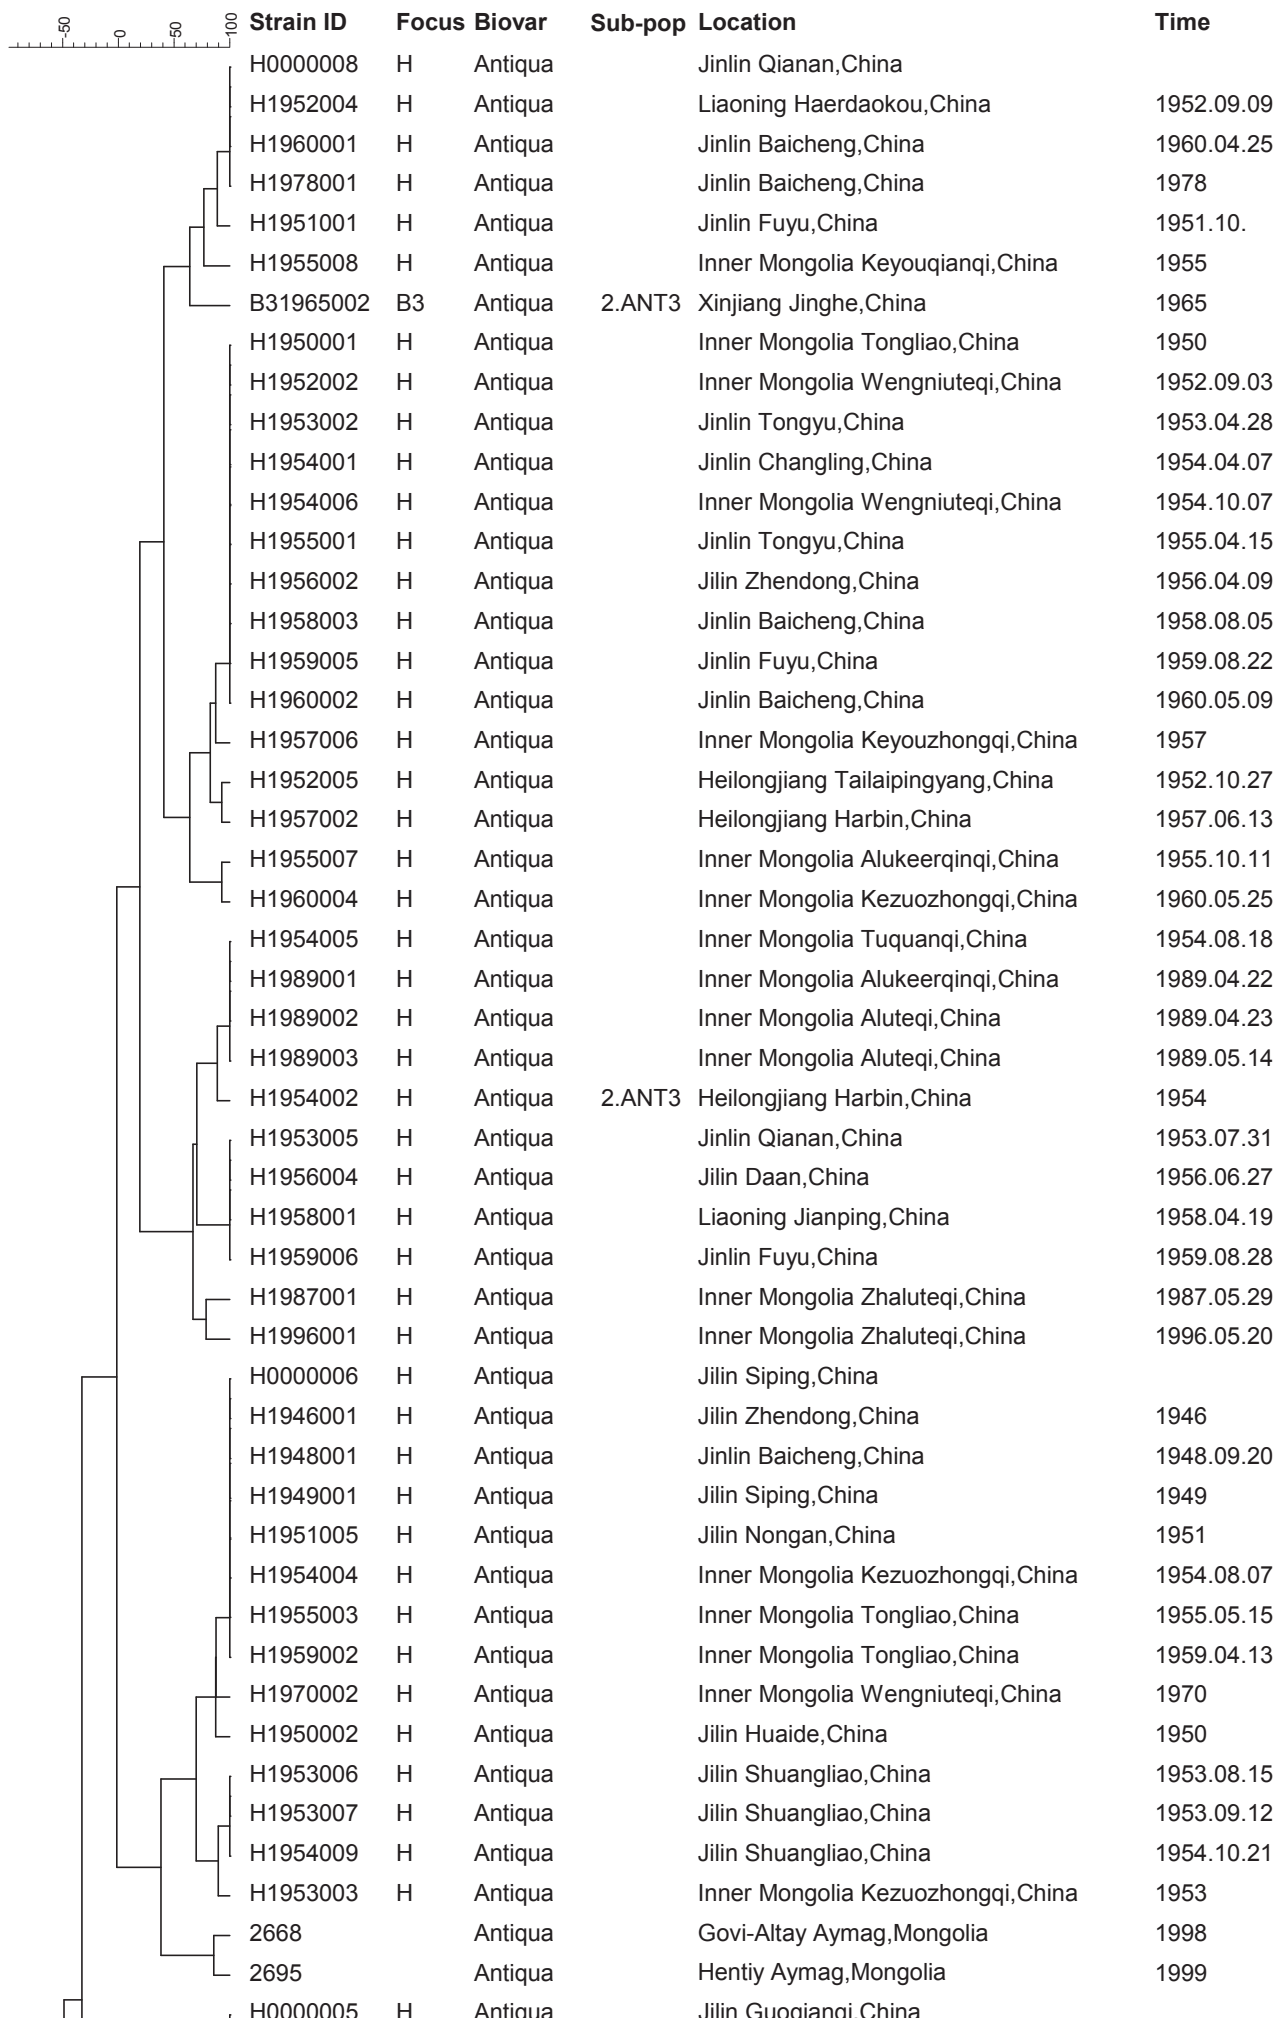 -50 0 50 100 Strain ID Focus Biovar Sub-pop Location Time
H0000008 H Antiqua Jinlin Qianan,China
H1952004 H Antiqua Liaoning Haerdaokou,China 1952.09.09
H1960001 H Antiqua Jinlin Baicheng,China 1960.04.25
H1978001 H Antiqua Jinlin Baicheng,China 1978
H1951001 H Antiqua Jinlin Fuyu,China 1951.10.
H1955008 H Antiqua Inner Mongolia Keyouqianqi,China 1955
B31965002 B3 Antiqua 2.ANT3 Xinjiang Jinghe,China 1965
H1950001 H Antiqua Inner Mongolia Tongliao,China 1950
H1952002 H Antiqua Inner Mongolia Wengniuteqi,China 1952.09.03
H1953002 H Antiqua Jinlin Tongyu,China 1953.04.28
H1954001 H Antiqua Jinlin Changling,China 1954.04.07
H1954006 H Antiqua Inner Mongolia Wengniuteqi,China 1954.10.07
H1955001 H Antiqua Jinlin Tongyu,China 1955.04.15
H1956002 H Antiqua Jilin Zhendong,China 1956.04.09
H1958003 H Antiqua Jinlin Baicheng,China 1958.08.05
H1959005 H Antiqua Jinlin Fuyu,China 1959.08.22
H1960002 H Antiqua Jinlin Baicheng,China 1960.05.09
H1957006 H Antiqua Inner Mongolia Keyouzhongqi,China 1957
H1952005 H Antiqua Heilongjiang Tailaipingyang,China 1952.10.27
H1957002 H Antiqua Heilongjiang Harbin,China 1957.06.13
H1955007 H Antiqua Inner Mongolia Alukeerqinqi,China 1955.10.11
H1960004 H Antiqua Inner Mongolia Kezuozhongqi,China 1960.05.25
H1954005 H Antiqua Inner Mongolia Tuquanqi,China 1954.08.18
H1989001 H Antiqua Inner Mongolia Alukeerqinqi,China 1989.04.22
H1989002 H Antiqua Inner Mongolia Aluteqi,China 1989.04.23
H1989003 H Antiqua Inner Mongolia Aluteqi,China 1989.05.14
H1954002 H Antiqua 2.ANT3 Heilongjiang Harbin,China 1954
H1953005 H Antiqua Jinlin Qianan,China 1953.07.31
H1956004 H Antiqua Jilin Daan,China 1956.06.27
H1958001 H Antiqua Liaoning Jianping,China 1958.04.19
H1959006 H Antiqua Jinlin Fuyu,China 1959.08.28
H1987001 H Antiqua Inner Mongolia Zhaluteqi,China 1987.05.29
H1996001 H Antiqua Inner Mongolia Zhaluteqi,China 1996.05.20
H0000006 H Antiqua Jilin Siping,China
H1946001 H Antiqua Jilin Zhendong,China 1946
H1948001 H Antiqua Jinlin Baicheng,China 1948.09.20
H1949001 H Antiqua Jilin Siping,China 1949
H1951005 H Antiqua Jilin Nongan,China 1951
H1954004 H Antiqua Inner Mongolia Kezuozhongqi,China 1954.08.07
H1955003 H Antiqua Inner Mongolia Tongliao,China 1955.05.15
H1959002 H Antiqua Inner Mongolia Tongliao,China 1959.04.13
H1970002 H Antiqua Inner Mongolia Wengniuteqi,China 1970
H1950002 H Antiqua Jilin Huaide,China 1950
H1953006 H Antiqua Jilin Shuangliao,China 1953.08.15
H1953007 H Antiqua Jilin Shuangliao,China 1953.09.12
H1954009 H Antiqua Jilin Shuangliao,China 1954.10.21
H1953003 H Antiqua Inner Mongolia Kezuozhongqi,China 1953
2668 Antiqua Govi-Altay Aymag,Mongolia 1998
2695 Antiqua Hentiy Aymag,Mongolia 1999
H0000005 H Antiqua Jilin Guoqianqi,China